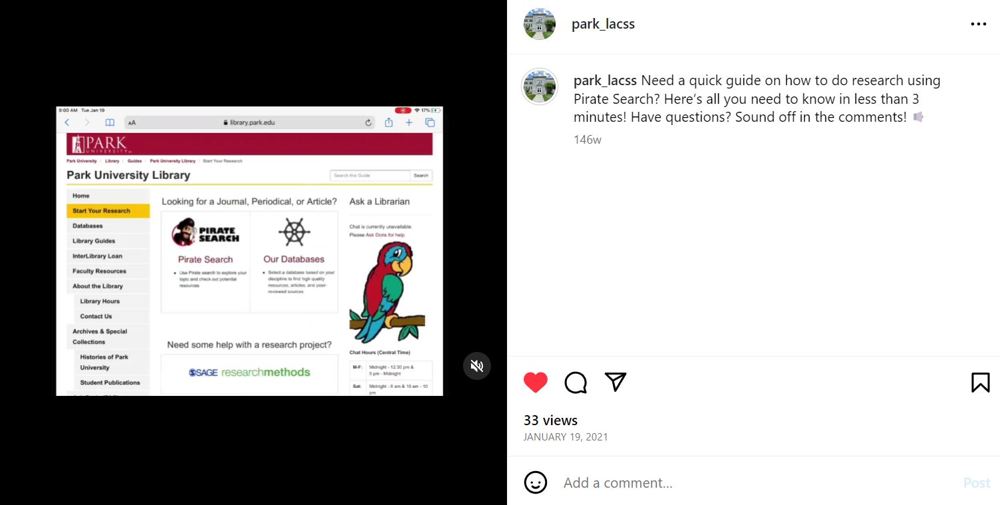 9:00 AM Tue Jan 19
17%
AA
library.park.edu
PARK
UNIVERSITY
Park University
Library
Guides
Park University Library
Start Your Research
Park University Library
Search this Guide
Search
Home
Start Your Research
Databases
Library Guides
InterLibrary Loan
Faculty Resources
About the Library
Library Hours
Contact Us
Archives & Special
Collections
Histories of Park
University
Student Publications
Looking for a Journal, Periodical, or Article?
PIRATE
SEARCH
Pirate Search
Use Pirate search to explore your
topic and check out potential
resources
Our Databases
Select a database based on your
discipline to find high quality
resources, articles, and peer-
reviewed sources
Need some help with a research project?
SAGE researchmethods
Ask a Librarian
Chat is currently unavailable.
Please Ask Doris for help.
Chat Hours (Central Time)
M-F: Midnight - 12:30 pm &
5 pm - Midnight
Sat: Midnight - 8 am & 10 am - 10
pm
park_lacss
park_lacss Need a quick guide on how to do research using
Pirate Search? Here’s all you need to know in less than 3
minutes! Have questions? Sound off in the comments!
146w
33 views
JANUARY 19, 2021
Add a comment...
Post